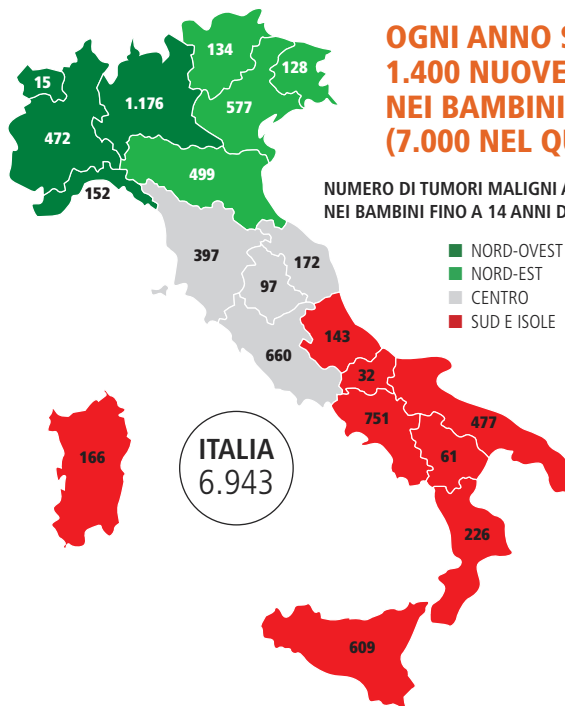 OGNI ANNO S
1.400 NUOVE
NEI BAMBINI
(7.000 NEL QU
NUMERO DI TUMORI MALIGNI A
NEI BAMBINI FINO A 14 ANNI D
NORD-OVEST
NORD-EST
CENTRO
SUD E ISOLE
134
128
15
1.176
577
472
499
152
397
172
97
143
660
32
751
477
61
166
ITALIA
6.943
226
609